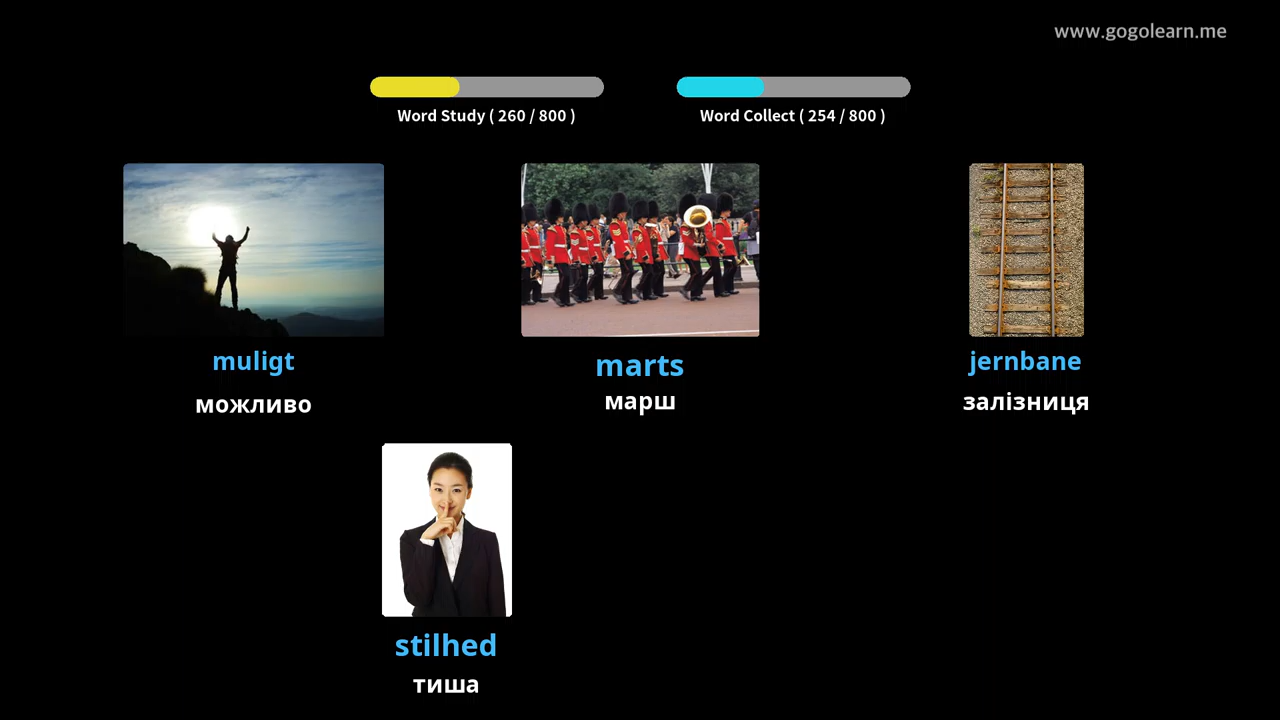 www.gogolearn.me
Word Study ( 260 / 800 )
Word Collect ( 254 / 800 )
muligt
можливо
marts
марш
jernbane
залізниця
stilhed
тиша